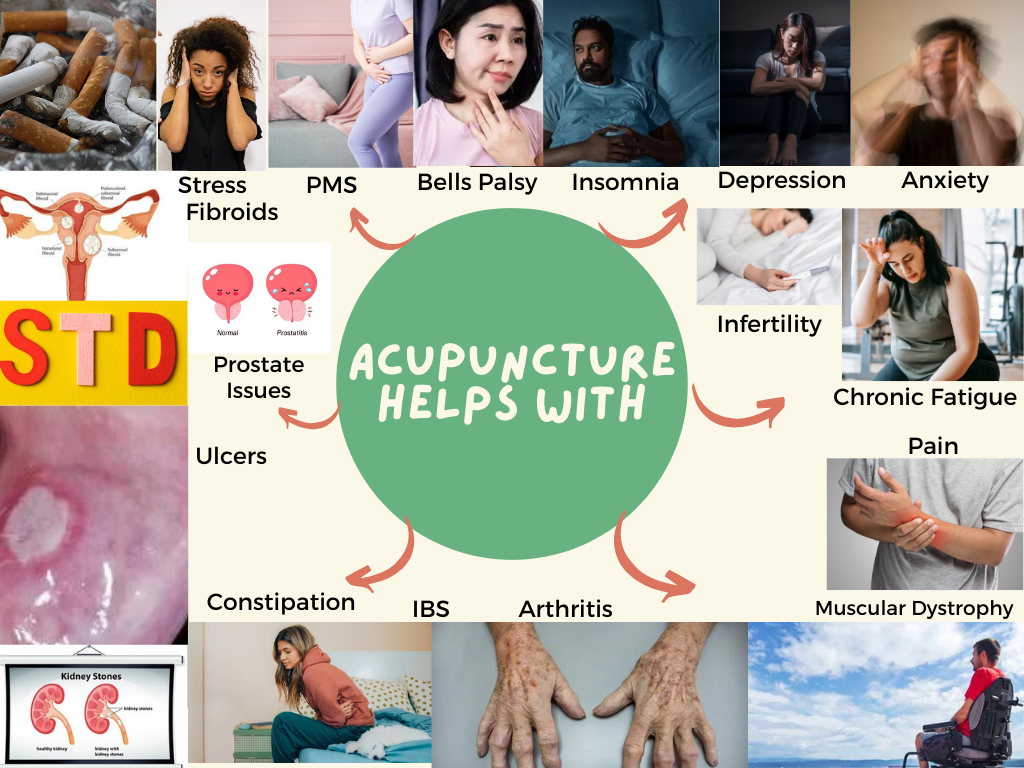 Stress
PMS
Bells Palsy
Insomnia
Depression
Anxiety
Fibroids
Submucosal
fibroid
Pedunculated
submucosal
fibroid
Intramural
fibroid
Subserosal
fibroid
STD
Normal
Prostatitis
Prostate
Issues
ACUPUNCTURE
HELPS WITH
Infertility
Chronic Fatigue
Ulcers
Pain
Constipation
IBS
Arthritis
Muscular Dystrophy
Kidney Stones
kidney stones
healthy kidney
kidney with
kidney stones